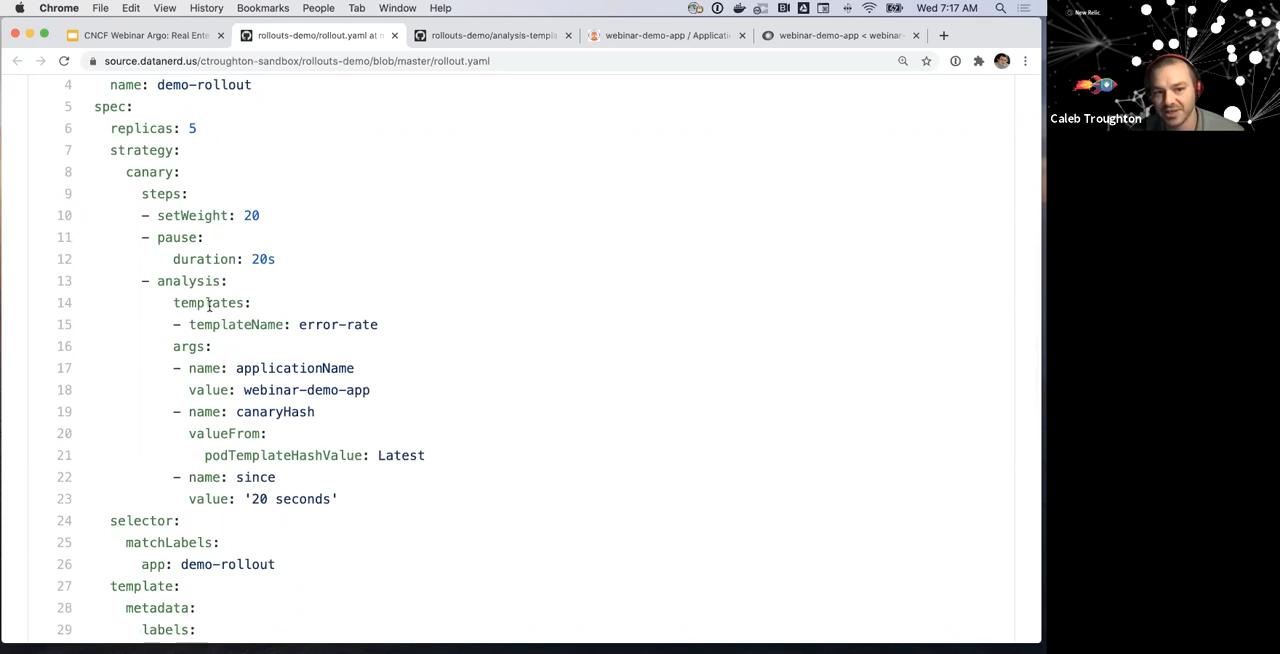 Chrome File Edit View History Bookmarks People Tab Window Help Wed 7:17 AM
CNCF Webinar Argo: Real Ente
rollouts-demo/rollout.yaml at m
rollouts-demo/analysis-templa
webinar-demo-app / Applicati
webinar-demo-app < webinar-
source.datanerd.us/ctroughton-sandbox/rollouts-demo/blob/master/rollout.yaml
4 name: demo-rollout
5 spec:
6 replicas: 5
7 strategy:
8 canary:
9 steps:
10 - setWeight: 20
11 - pause:
12 duration: 20s
13 - analysis:
14 templates:
15 - templateName: error-rate
16 args:
17 - name: applicationName
18 value: webinar-demo-app
19 - name: canaryHash
20 valueFrom:
21 podTemplateHashValue: Latest
22 - name: since
23 value: '20 seconds'
24 selector:
25 matchLabels:
26 app: demo-rollout
27 template:
28 metadata:
29 labels:
New Relic
Caleb Troughton